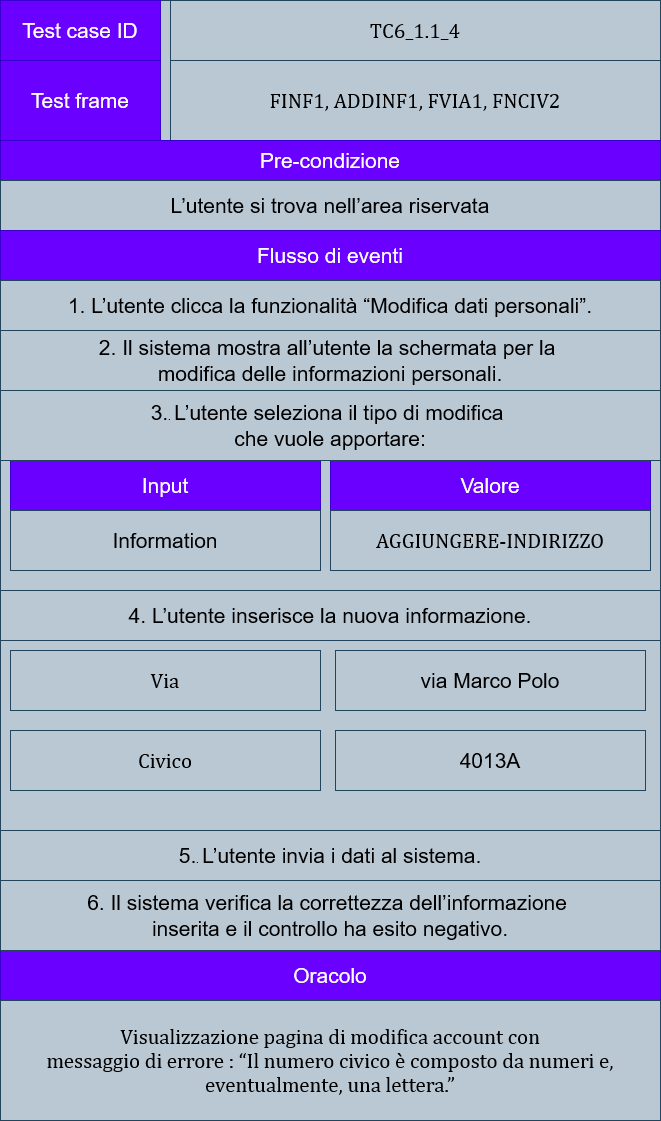 Test case ID
TC6_1.1_4
Test frame
FINF1, ADDINF1, FVIA1, FNCIV2
Pre-condizione
L’utente si trova nell’area riservata
Flusso di eventi
1. L’utente clicca la funzionalità “Modifica dati personali”.
2. Il sistema mostra all’utente la schermata per la
modifica delle informazioni personali.
3. L’utente seleziona il tipo di modifica
che vuole apportare:
Input
Valore
Information
AGGIUNGERE-INDIRIZZO
4. L’utente inserisce la nuova informazione.
Via
via Marco Polo
Civico
4013A
5. L’utente invia i dati al sistema.
6. Il sistema verifica la correttezza dell’informazione
inserita e il controllo ha esito negativo.
Oracolo
Visualizzazione pagina di modifica account con
messaggio di errore : “Il numero civico è composto da numeri e,
eventualmente, una lettera.”